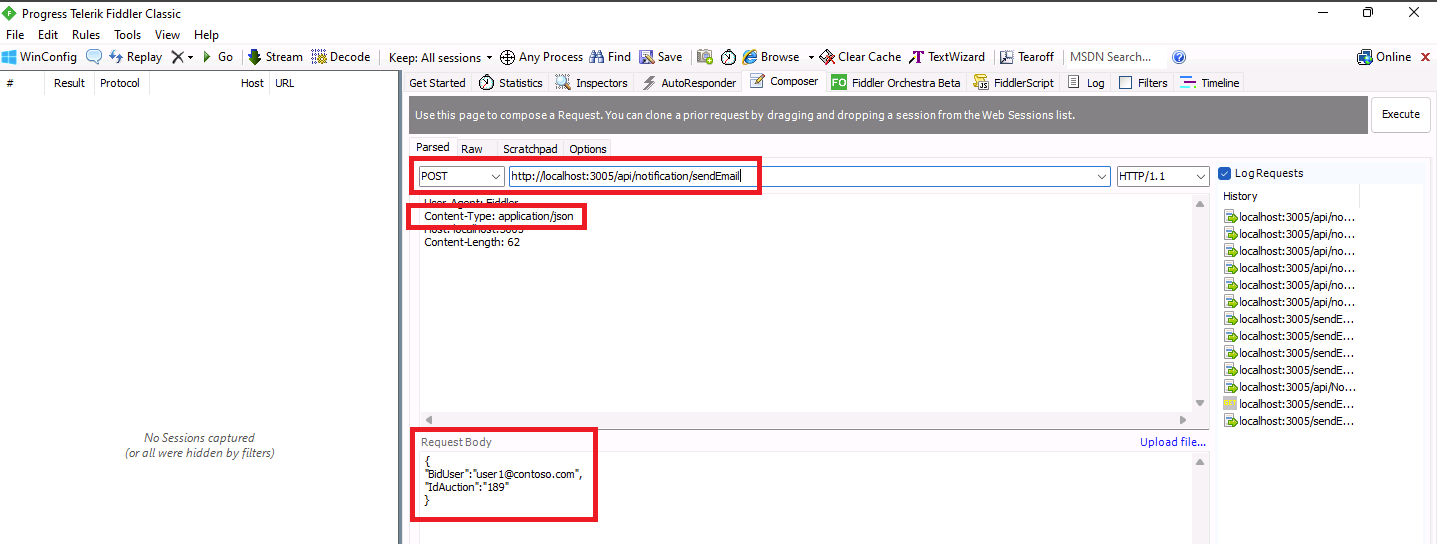 Progress Telerik Fiddler Classic
File Edit Rules Tools View Help
WinConfig Replay Go Stream Decode Keep: All sessions Any Process Find Save Browse Clear Cache TextWizard Tearoff MSDN Search... Online
# Result Protocol Host URL
Get Started Statistics Inspectors AutoResponder Composer Fiddler Orchestra Beta FiddlerScript Log Filters Timeline
Use this page to compose a Request. You can clone a prior request by dragging and dropping a session from the Web Sessions list.
Execute
Parsed Raw Scratchpad Options
POST http://localhost:3005/api/notification/sendEmail HTTP/1.1
Log Requests
History
User-Agent: Fiddler
Content-Type: application/json
Host: localhost:3005
Content-Length: 62
localhost:3005/api/no...
localhost:3005/api/no...
localhost:3005/api/no...
localhost:3005/api/no...
localhost:3005/api/no...
localhost:3005/api/no...
localhost:3005/sendE...
localhost:3005/sendE...
localhost:3005/sendE...
localhost:3005/sendE...
localhost:3005/api/No...
localhost:3005/sendE...
localhost:3005/sendE...
No Sessions captured
(or all were hidden by filters)
Request Body
Upload file...
{
"BidUser":"user1@contoso.com",
"IdAuction":"189"
}